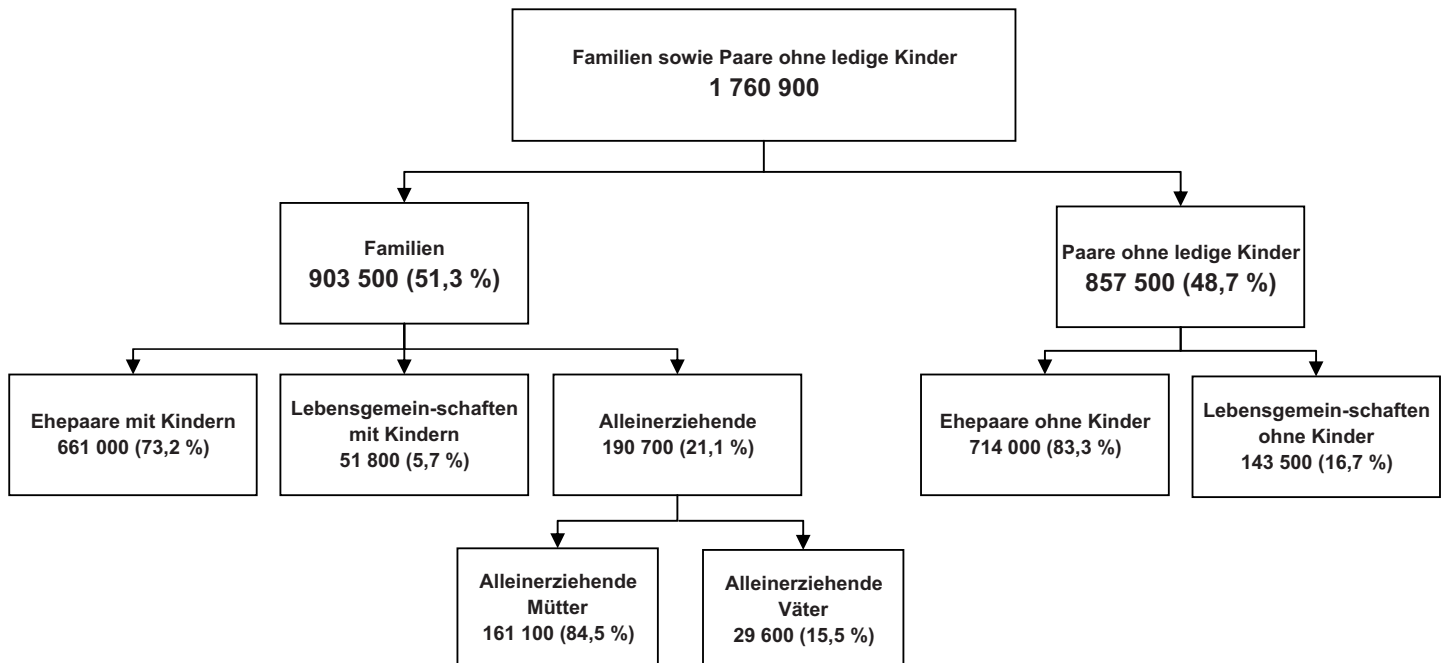 Familien sowie Paare ohne ledige Kinder
1 760 900
Familien
903 500 (51,3 %)
Paare ohne ledige Kinder
857 500 (48,7 %)
Ehepaare mit Kindern
661 000 (73,2 %)
Lebensgemein-schaften
mit Kindern
51 800 (5,7 %)
Alleinerziehende
190 700 (21,1 %)
Ehepaare ohne Kinder
714 000 (83,3 %)
Lebensgemein-schaften
ohne Kinder
143 500 (16,7 %)
Alleinerziehende
Mütter
161 100 (84,5 %)
Alleinerziehende
Väter
29 600 (15,5 %)